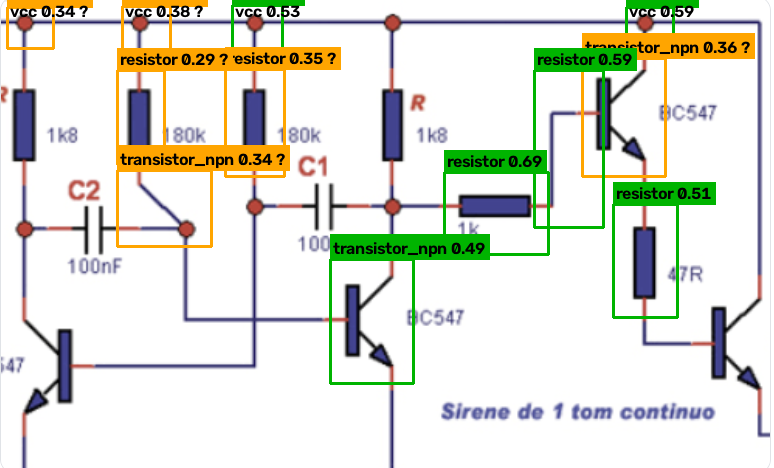 vcc 0.34 ?
vcc 0.38 ?
vcc 0.53
vcc 0.59
resistor 0.29 ?
resistor 0.35 ?
resistor 0.59
transistor_npn 0.36 ?
R
R
1k8
180k
180k
1k8
BC547
transistor_npn 0.34 ?
C1
resistor 0.69
C2
resistor 0.51
1k
100
transistor_npn 0.49
100nF
47R
BC547
547
Sirene de 1 tom continuo